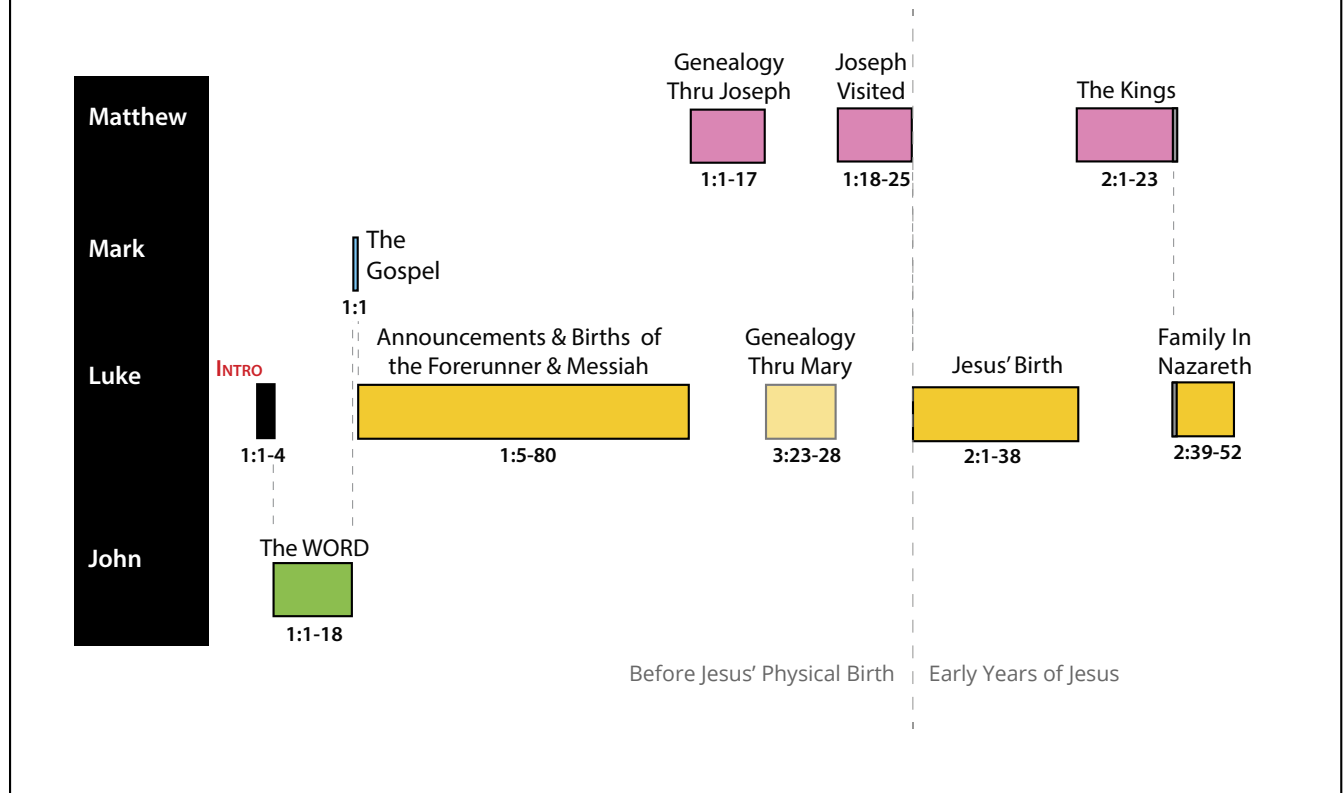 Genealogy
Thru Joseph
Joseph
Visited
The Kings
Matthew
1:1-17
1:18-25
2:1-23
Mark
The
Gospel
1:1
Announcements & Births of
the Forerunner & Messiah
Genealogy
Thru Mary
Jesus' Birth
Family In
Nazareth
Luke
INTRO
1:1-4
1:5-80
3:23-28
2:1-38
2:39-52
John
The WORD
1:1-18
Before Jesus' Physical Birth
Early Years of Jesus